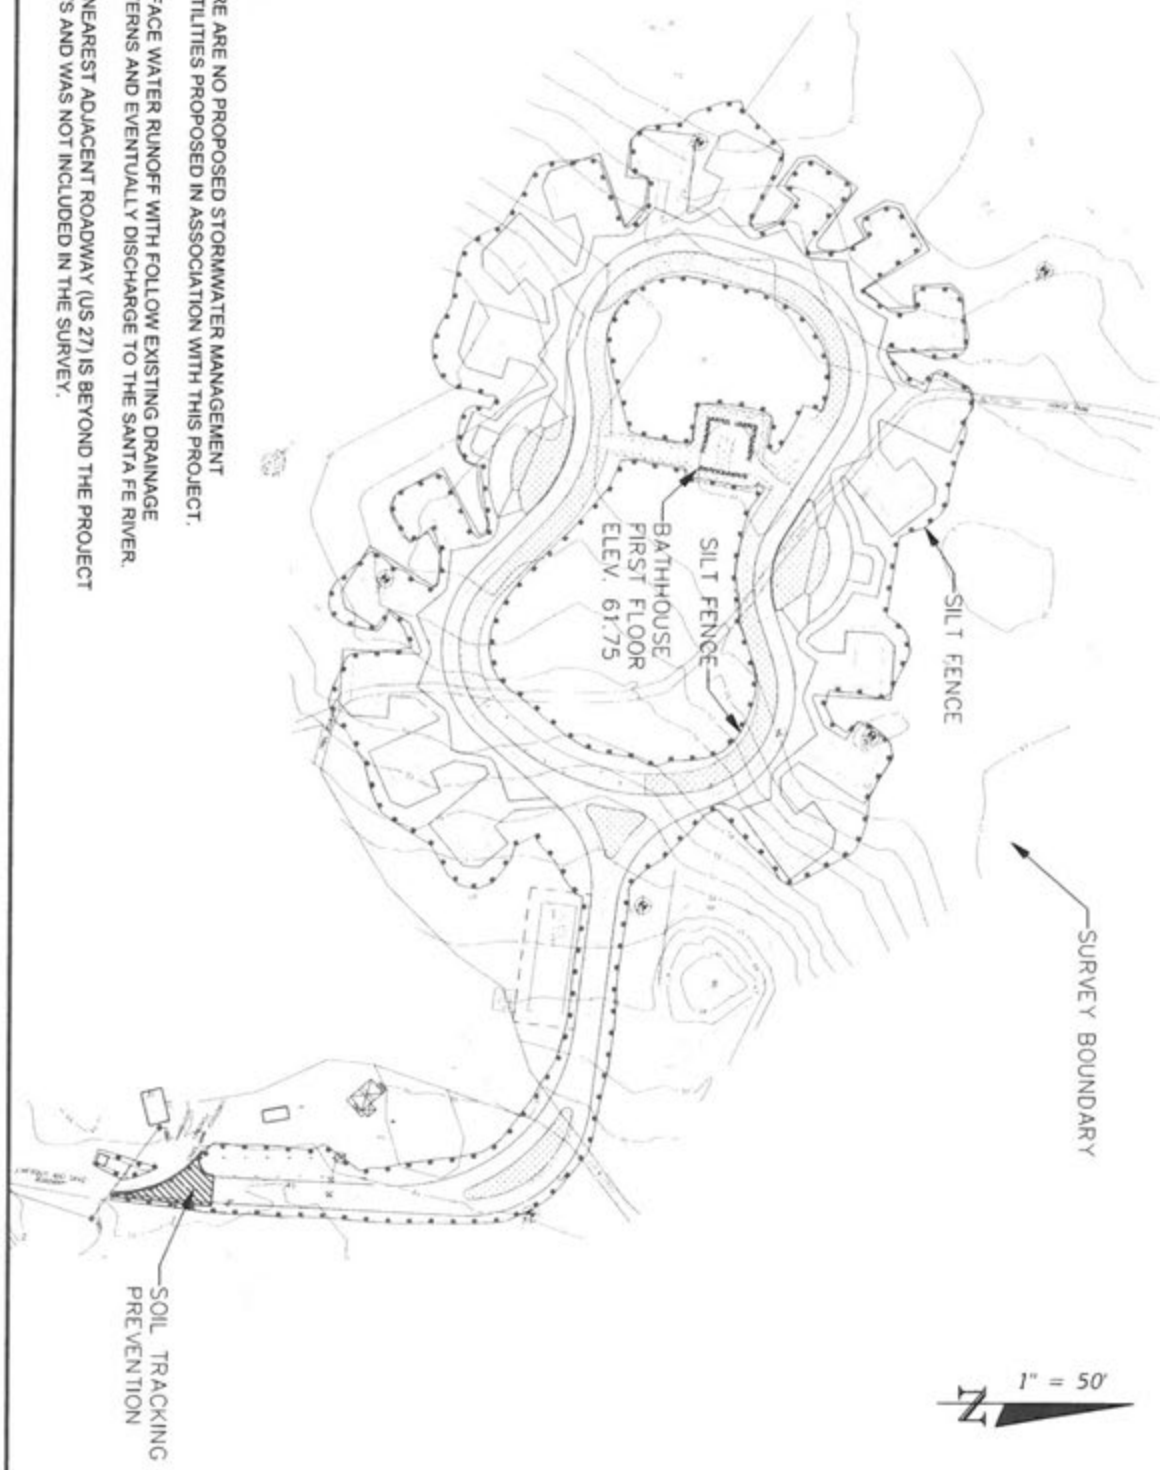 RE ARE NO PROPOSED STORMWATER MANAGEMENT
TILITIES PROPOSED IN ASSOCIATION WITH THIS PROJECT.
FACE WATER RUNOFF WITH FOLLOW EXISTING DRAINAGE
ERNS AND EVENTUALLY DISCHARGE TO THE SANTA FE RIVER.
NEAREST ADJACENT ROADWAY (US 27) IS BEYOND THE PROJECT
S AND WAS NOT INCLUDED IN THE SURVEY.
SILT FENCE
SILT FENCE
BATHHOUSE
FIRST FLOOR
ELEV. 61.75
SURVEY BOUNDARY
SOIL TRACKING
PREVENTION
1" = 50'
N